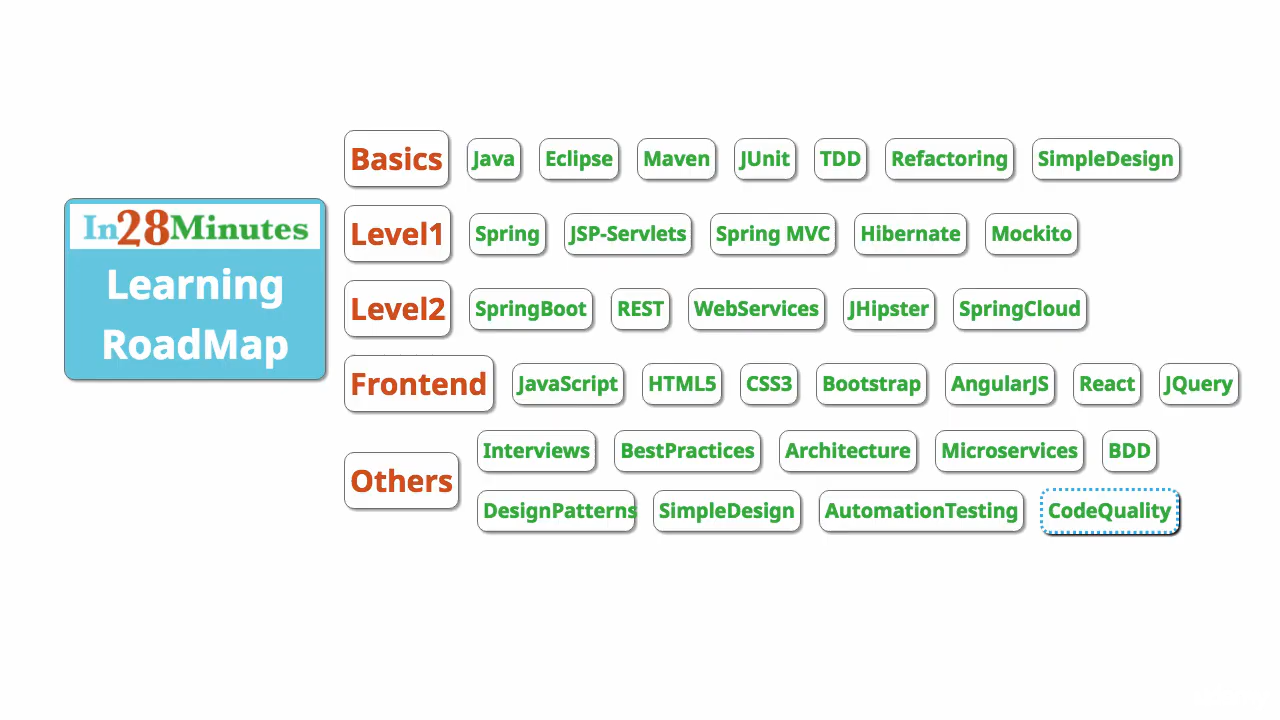 In28Minutes
Learning
RoadMap
Basics Java Eclipse Maven JUnit TDD Refactoring SimpleDesign
Level1 Spring JSP-Servlets Spring MVC Hibernate Mockito
Level2 SpringBoot REST WebServices JHipster SpringCloud
Frontend JavaScript HTML5 CSS3 Bootstrap AngularJS React JQuery
Others
Interviews BestPractices Architecture Microservices BDD
DesignPatterns SimpleDesign AutomationTesting CodeQuality